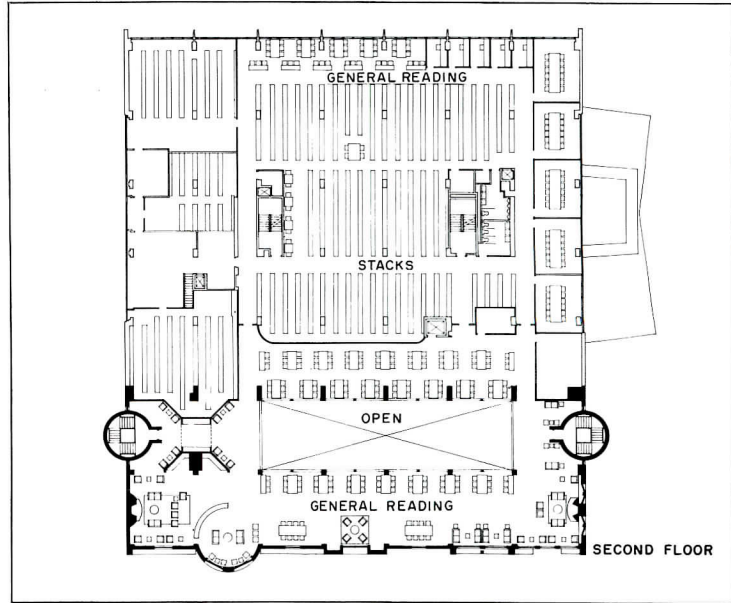 GENERAL READING
STACKS
OPEN
GENERAL READING
SECOND FLOOR